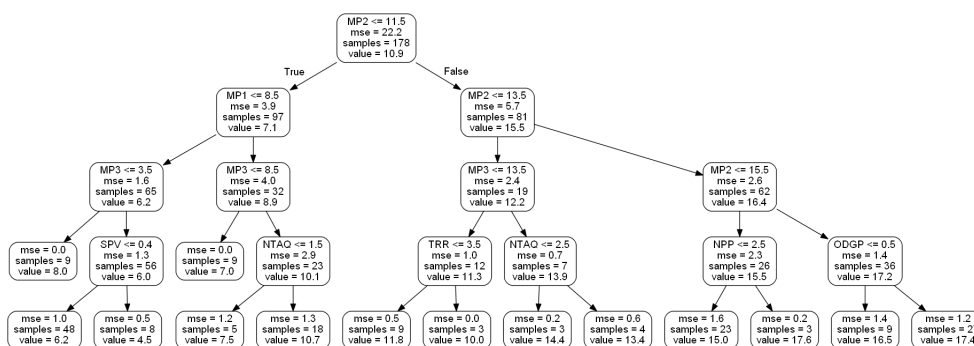 MP2 <= 11.5
mse = 22.2
samples = 178
value = 10.9
True
False
MP1 <= 8.5
mse = 3.9
samples = 97
value = 7.1
MP2 <= 13.5
mse = 5.7
samples = 81
value = 15.5
MP3 <= 3.5
mse = 1.6
samples = 65
value = 6.2
MP3 <= 8.5
mse = 4.0
samples = 32
value = 8.9
MP3 <= 13.5
mse = 2.4
samples = 19
value = 12.2
MP2 <= 15.5
mse = 2.6
samples = 62
value = 16.4
mse = 0.0
samples = 9
value = 8.0
SPV <= 0.4
mse = 1.3
samples = 56
value = 6.0
mse = 0.0
samples = 9
value = 7.0
NTAQ <= 1.5
mse = 2.9
samples = 23
value = 10.1
TRR <= 3.5
mse = 1.0
samples = 12
value = 11.3
NTAQ <= 2.5
mse = 0.7
samples = 7
value = 13.9
NPP <= 2.5
mse = 2.3
samples = 26
value = 15.5
ODGP <= 0.5
mse = 1.4
samples = 36
value = 17.2
mse = 1.0
samples = 48
value = 6.2
mse = 0.5
samples = 8
value = 4.5
mse = 1.2
samples = 5
value = 7.5
mse = 1.3
samples = 18
value = 10.7
mse = 0.5
samples = 9
value = 11.8
mse = 0.0
samples = 3
value = 10.0
mse = 0.2
samples = 3
value = 14.4
mse = 0.6
samples = 4
value = 13.4
mse = 1.6
samples = 23
value = 15.0
mse = 0.2
samples = 3
value = 17.6
mse = 1.4
samples = 9
value = 16.5
mse = 1.2
samples =
value = 17.4